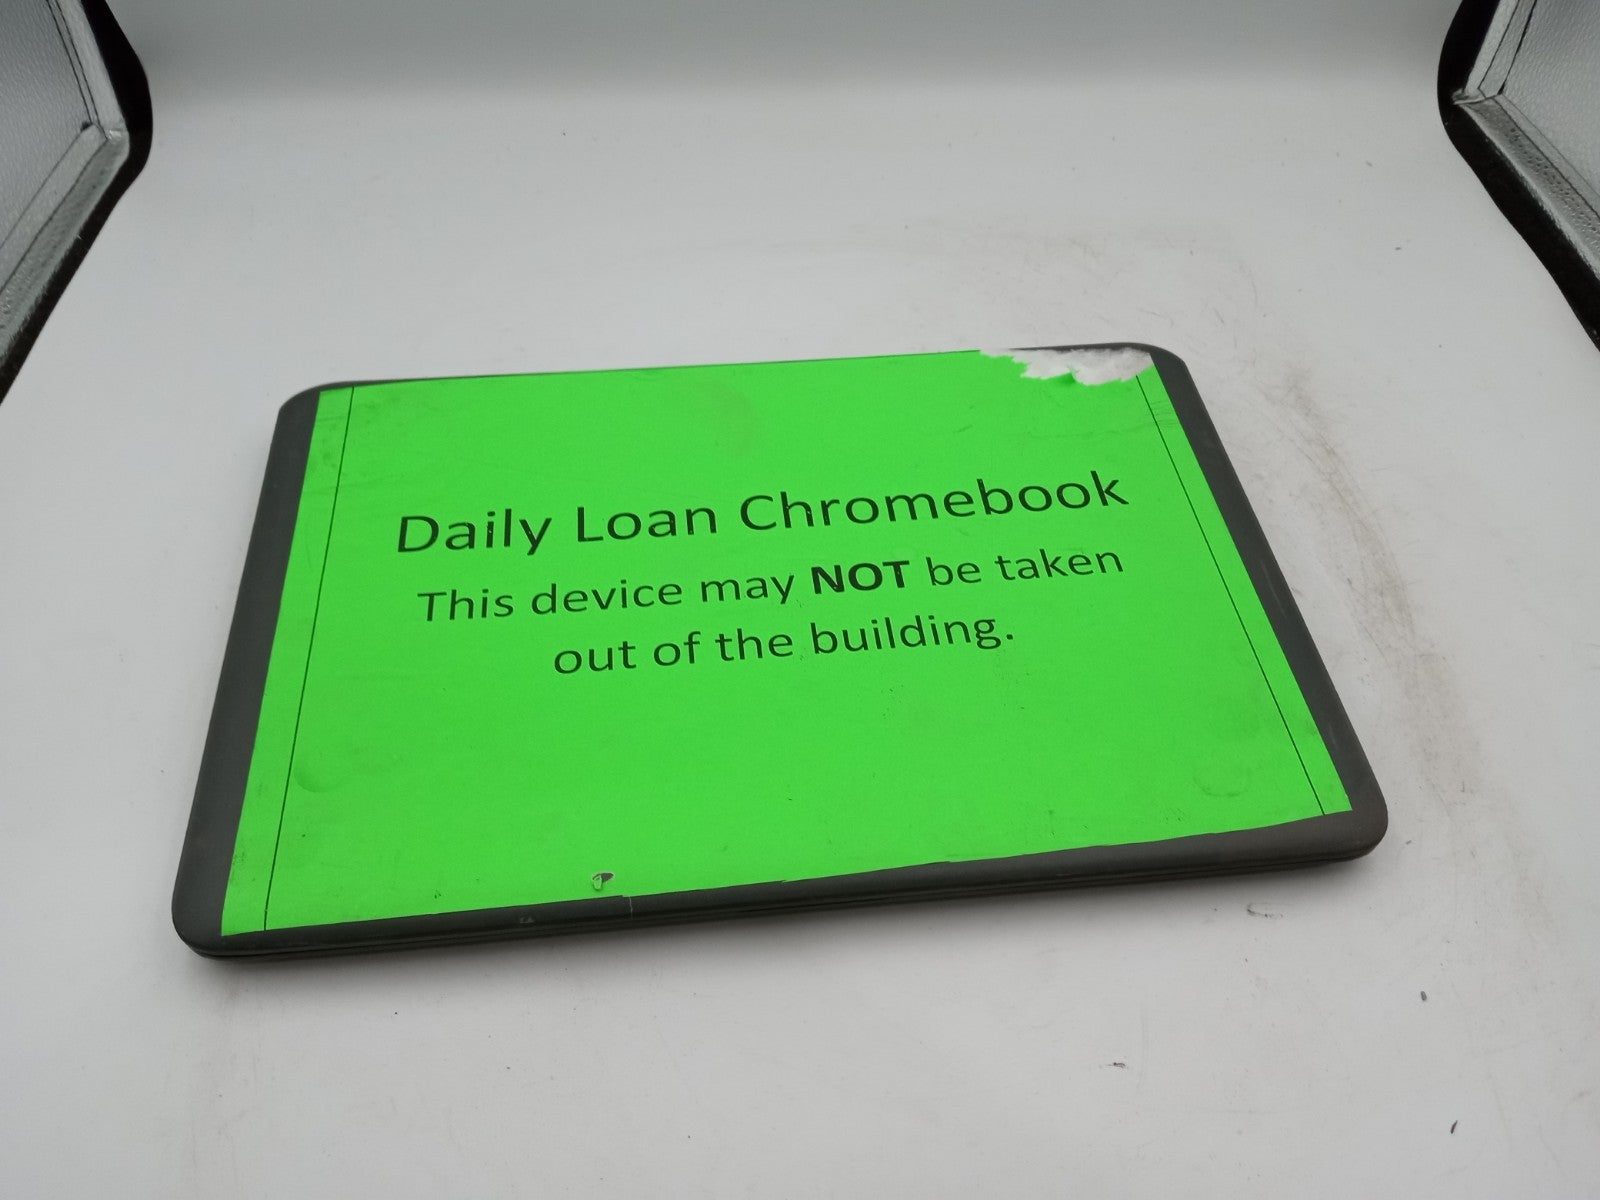 Daily Loan Chromebook
This device may NOT be taken
out of the building.